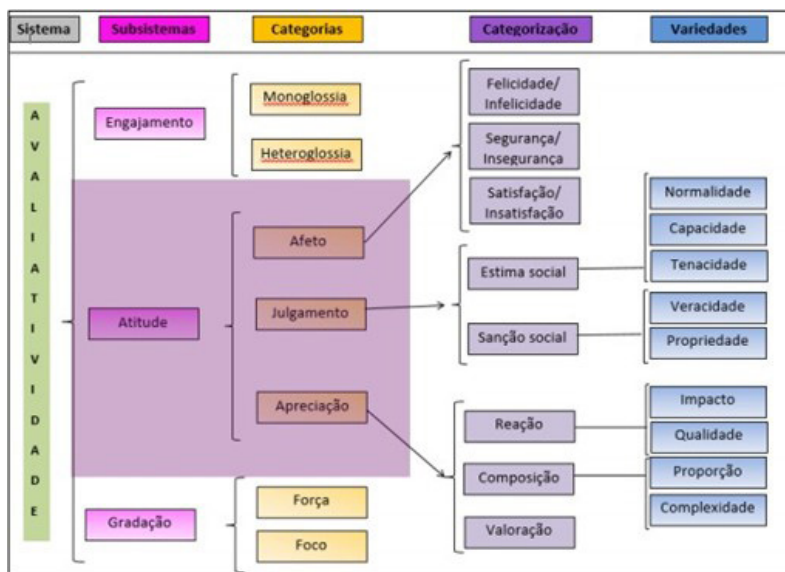 Sistema Subsistemas Categorias Categorização Variedades
AVALIATIVIDADE
Engajamento
Monoglossia
Heteroglossia
Atitude
Afeto
Julgamento
Apreciação
Gradação
Força
Foco
Felicidade/
Infelicidade
Segurança/
Insegurança
Satisfação/
Insatisfação
Estima social
Sanção social
Reação
Composição
Valoração
Normalidade
Capacidade
Tenacidade
Veracidade
Propriedade
Impacto
Qualidade
Proporção
Complexidade